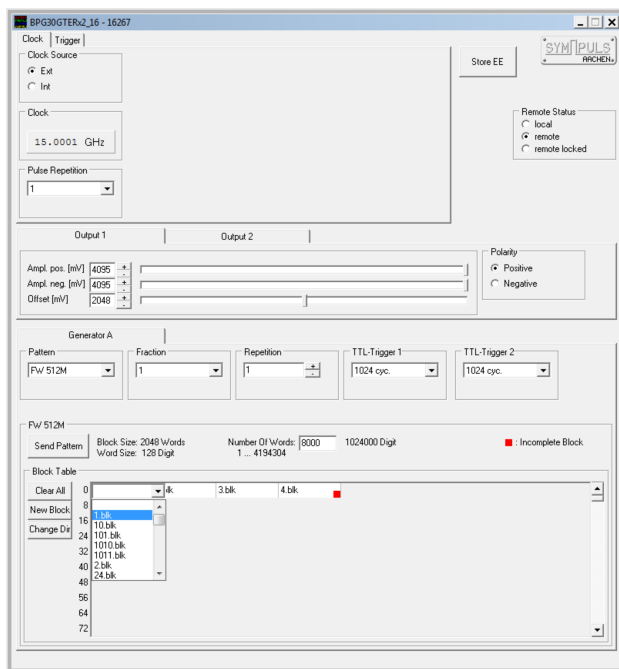 BPG30GTERx2_16 - 16267
Clock Trigger
Clock Source
Ext
Int
Store EE
SYMPULS
AACHEN
Clock
15.0001 GHz
Remote Status
local
remote
remote locked
Pulse Repetition
1
Output 1 Output 2
Ampl. pos. [mV] 4095 + -
Ampl. neg. [mV] 4095 + -
Offset [mV] 2048 + -
Polarity
Positive
Negative
Generator A
Pattern Fraction Repetition TTL-Trigger 1 TTL-Trigger 2
FW 512M 1 1 + - 1024 cyc. 1024 cyc.
FW 512M
Send Pattern Block Size: 2048 Words Number Of Words: 8000 1024000 Digit : Incomplete Block
Word Size: 128 Digit 1 ... 4194304
Block Table
Clear All 0 lk 3.blk 4.blk
8
New Block 1.blk
16 10.blk
Change Dir 101.blk
24 1010.blk
32 1011.blk
40 2.blk
24.blk
48
56
64
72